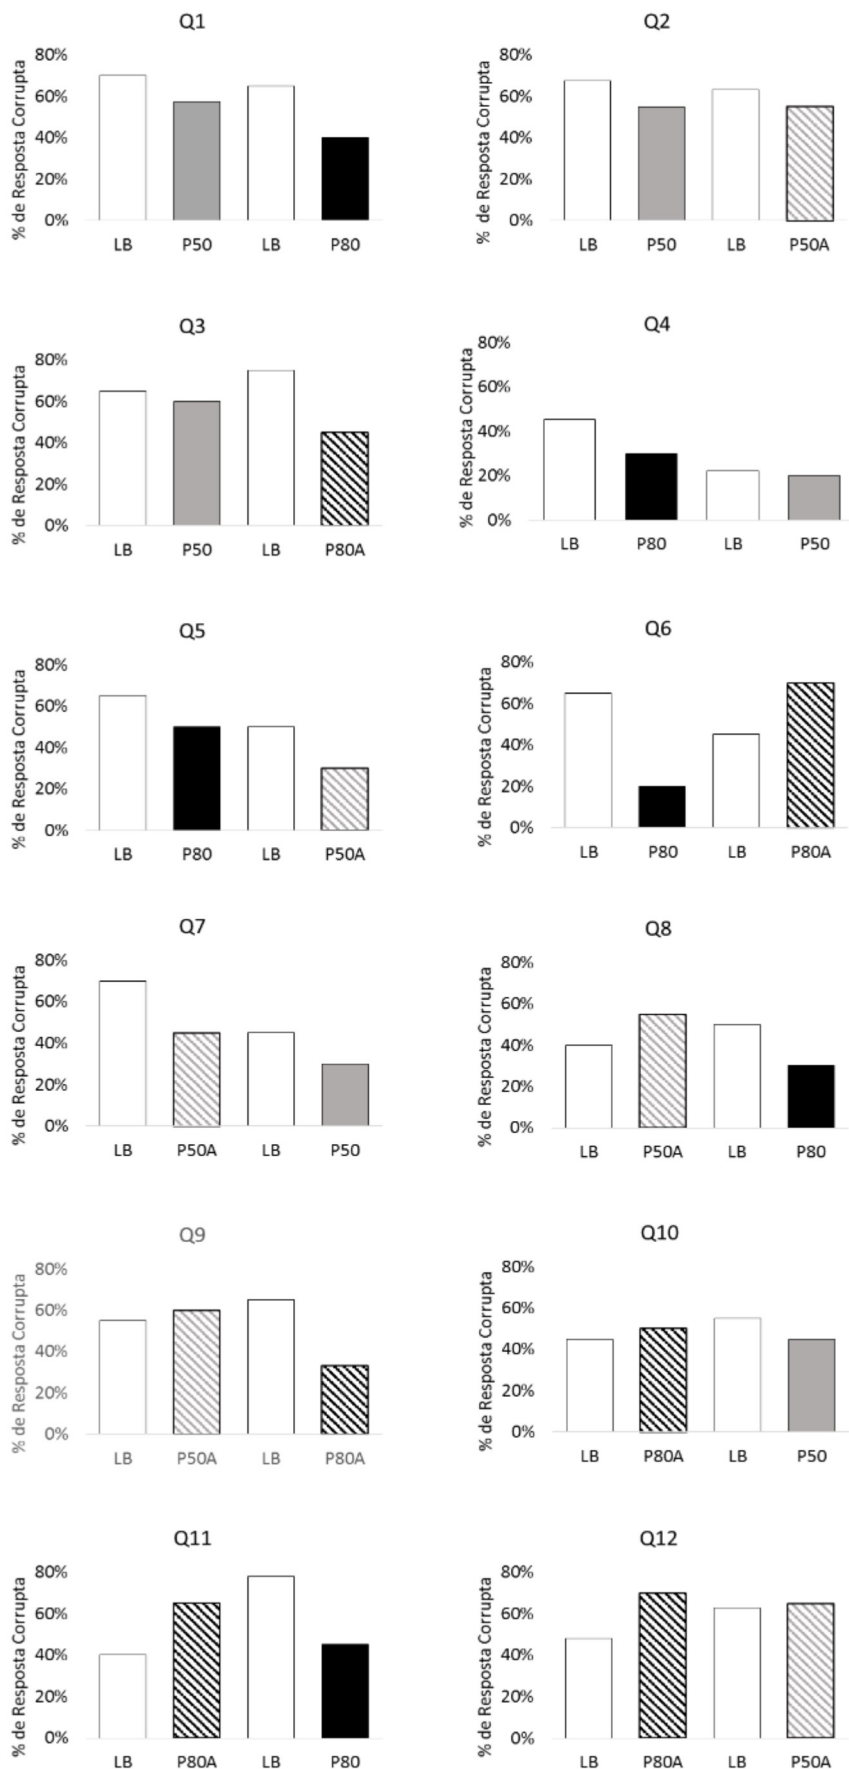 Q1
% de Resposta Corrupta
80%
60%
40%
20%
0%
LB P50 LB P80
Q2
% de Resposta Corrupta
80%
60%
40%
20%
0%
LB P50 LB P50A
Q3
% de Resposta Corrupta
80%
60%
40%
20%
0%
LB P50 LB P80A
Q4
% de Resposta Corrupta
80%
60%
40%
20%
0%
LB P80 LB P50
Q5
% de Resposta Corrupta
80%
60%
40%
20%
0%
LB P80 LB P50A
Q6
% de Resposta Corrupta
80%
60%
40%
20%
0%
LB P80 LB P80A
Q7
% de Resposta Corrupta
80%
60%
40%
20%
0%
LB P50A LB P50
Q8
% de Resposta Corrupta
80%
60%
40%
20%
0%
LB P50A LB P80
Q9
% de Resposta Corrupta
80%
60%
40%
20%
0%
LB P50A LB P80A
Q10
% de Resposta Corrupta
80%
60%
40%
20%
0%
LB P80A LB P50
Q11
% de Resposta Corrupta
80%
60%
40%
20%
0%
LB P80A LB P80
Q12
% de Resposta Corrupta
80%
60%
40%
20%
0%
LB P80A LB P50A